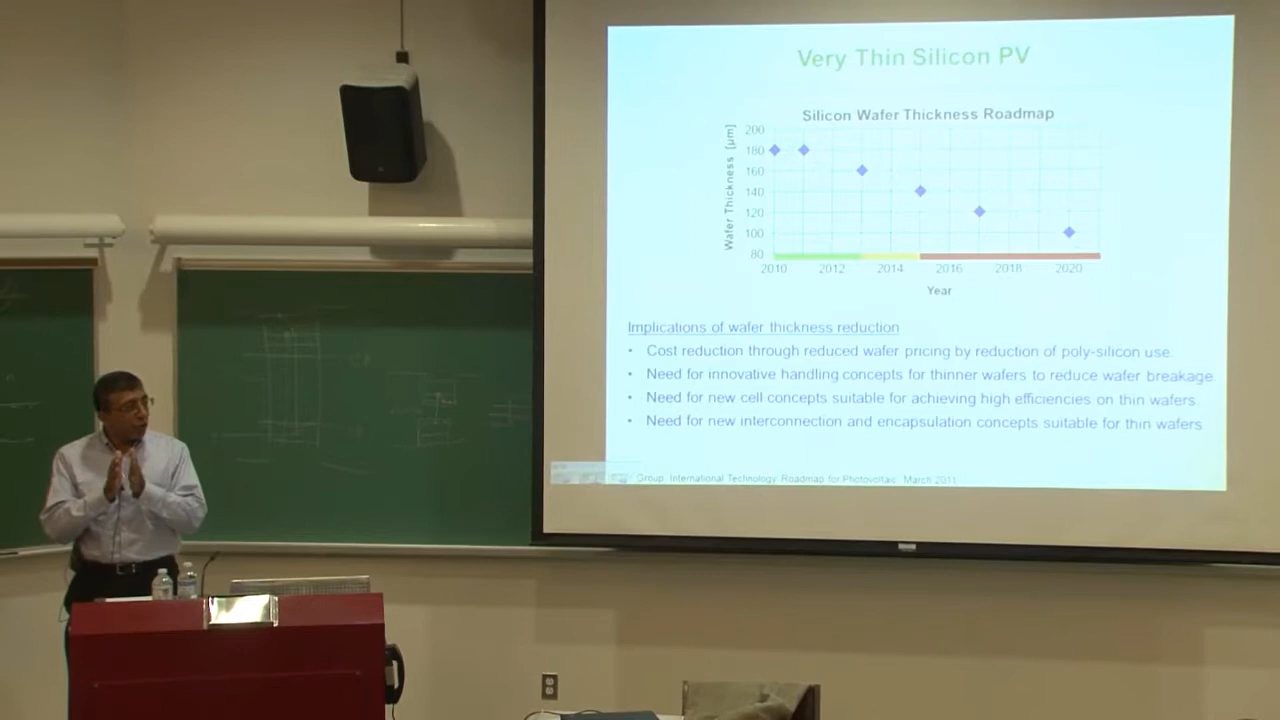 Very Thin Silicon PV
Silicon Wafer Thickness Roadmap
Wafer Thickness [µm]
200
180
160
140
120
100
80
2010 2012 2014 2016 2018 2020
Year
Implications of wafer thickness reduction
• Cost reduction through reduced wafer pricing by reduction of poly-silicon use.
• Need for innovative handling concepts for thinner wafers to reduce wafer breakage
• Need for new cell concepts suitable for achieving high efficiencies on thin wafers.
• Need for new interconnection and encapsulation concepts suitable for thin wafers
Group, International Technology Roadmap for Photovoltaic, March 2011